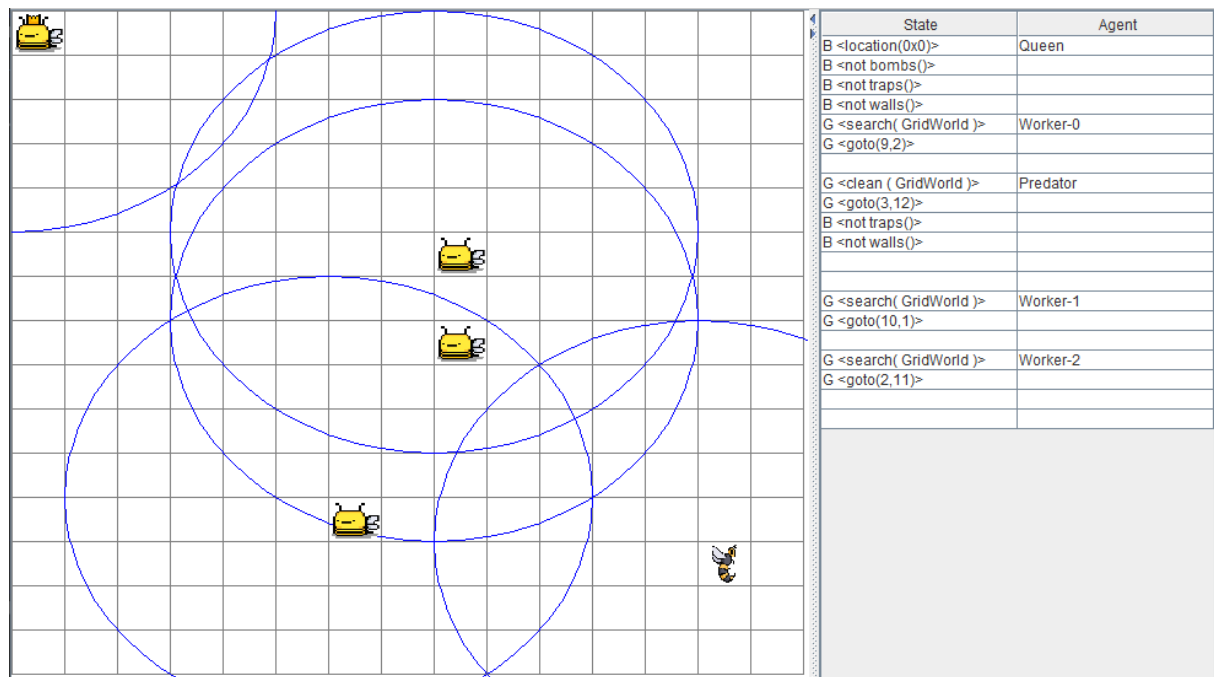 State Agent
B <location(0x0)> Queen
B <not bombs()>
B <not traps()>
B <not walls()>
G <search( GridWorld )> Worker-0
G <goto(9,2)>
G <clean ( GridWorld )> Predator
G <goto(3,12)>
B <not traps()>
B <not walls()>
G <search( GridWorld )> Worker-1
G <goto(10,1)>
G <search( GridWorld )> Worker-2
G <goto(2,11)>